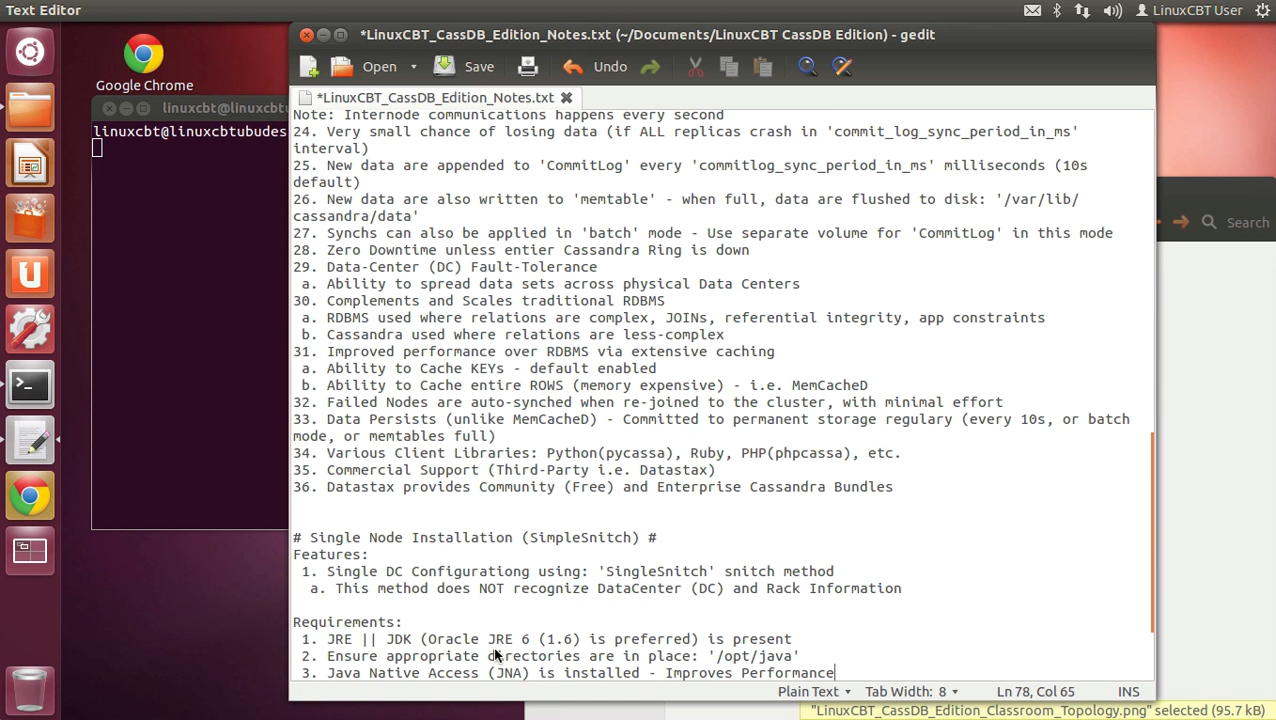 Text Editor
LinuxCBT User
*LinuxCBT_CassDB_Edition_Notes.txt (~/Documents/LinuxCBT CassDB Edition) - gedit
Google Chrome
Open
Save
Undo
*LinuxCBT_CassDB_Edition_Notes.txt
linuxcbt@linuxcbtu
linuxcbt@linuxcbtubudes
Note: Internode communications happens every second
24. Very small chance of losing data (if ALL replicas crash in 'commit_log_sync_period_in_ms'
interval)
25. New data are appended to 'CommitLog' every 'commitlog_sync_period_in_ms' milliseconds (10s
default)
26. New data are also written to 'memtable' - when full, data are flushed to disk: '/var/lib/
cassandra/data'
27. Synchs can also be applied in 'batch' mode - Use separate volume for 'CommitLog' in this mode
28. Zero Downtime unless entier Cassandra Ring is down
29. Data-Center (DC) Fault-Tolerance
a. Ability to spread data sets across physical Data Centers
30. Complements and Scales traditional RDBMS
a. RDBMS used where relations are complex, JOINs, referential integrity, app constraints
b. Cassandra used where relations are less-complex
31. Improved performance over RDBMS via extensive caching
a. Ability to Cache KEYs - default enabled
b. Ability to Cache entire ROWS (memory expensive) - i.e. MemCacheD
32. Failed Nodes are auto-synched when re-joined to the cluster, with minimal effort
33. Data Persists (unlike MemCacheD) - Committed to permanent storage regulary (every 10s, or batch
mode, or memtables full)
34. Various Client Libraries: Python(pycassa), Ruby, PHP(phpcassa), etc.
35. Commercial Support (Third-Party i.e. Datastax)
36. Datastax provides Community (Free) and Enterprise Cassandra Bundles
# Single Node Installation (SimpleSnitch) #
Features:
1. Single DC Configurationg using: 'SingleSnitch' snitch method
a. This method does NOT recognize DataCenter (DC) and Rack Information
Requirements:
1. JRE || JDK (Oracle JRE 6 (1.6) is preferred) is present
2. Ensure appropriate directories are in place: '/opt/java'
3. Java Native Access (JNA) is installed - Improves Performance
Search
Plain Text
Tab Width: 8
Ln 78, Col 65
INS
"LinuxCBT_CassDB_Edition_Classroom_Topology.png" selected (95.7 kB)